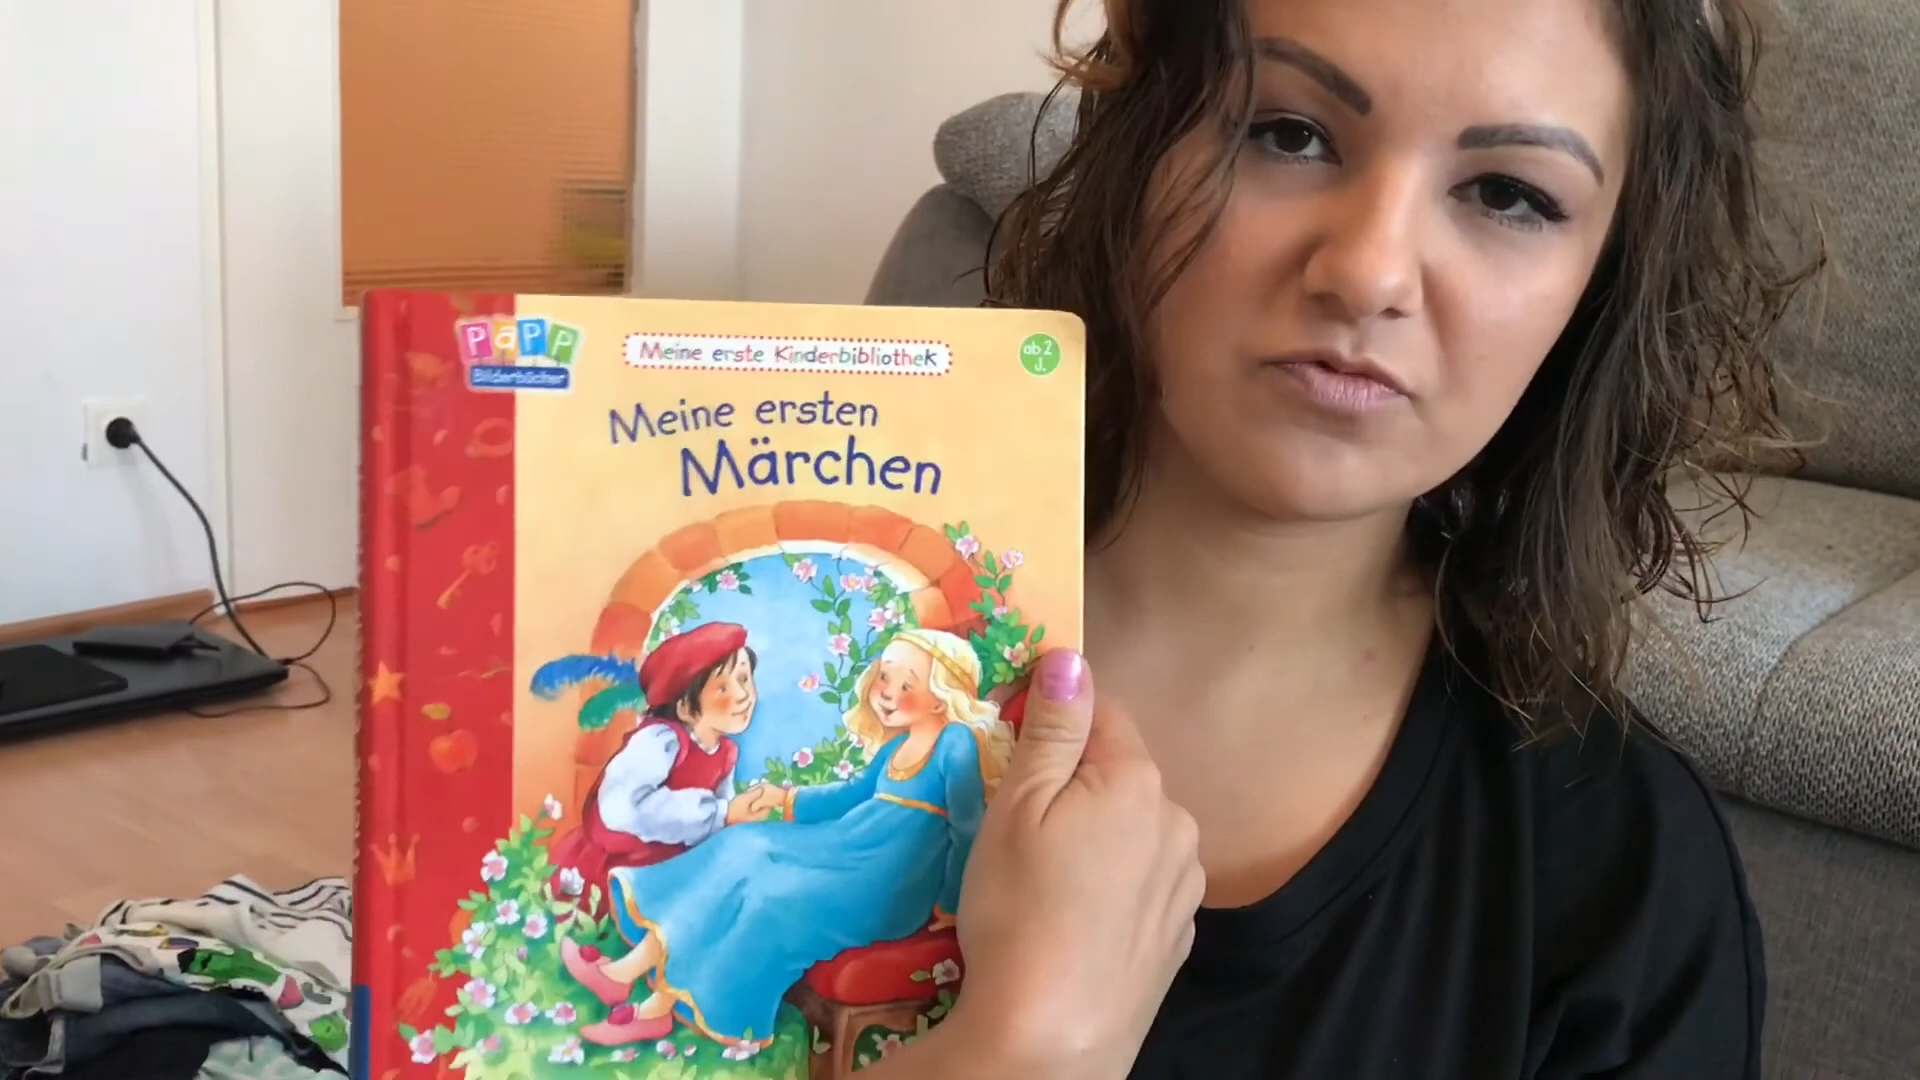 papp
Bilderbücher
Meine erste Kinderbibliothek
ab 2
J.
Meine ersten
Märchen